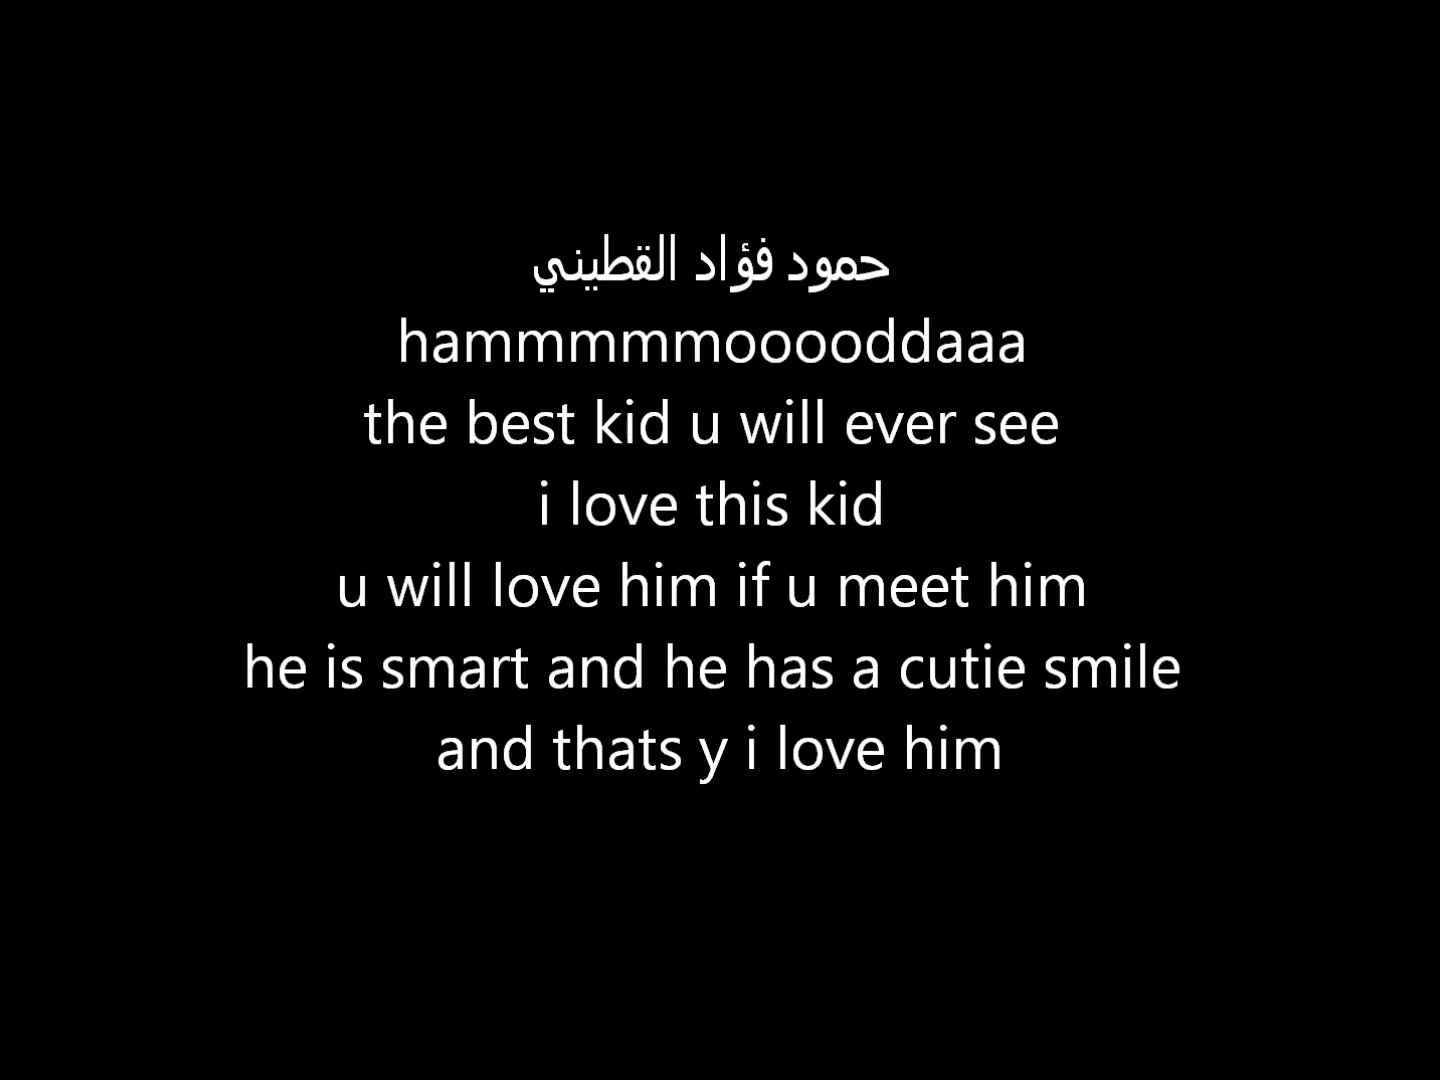 حمود فؤاد القطيني
hammmmmooooddaaa
the best kid u will ever see
i love this kid
u will love him if u meet him
he is smart and he has a cutie smile
and thats y i love him